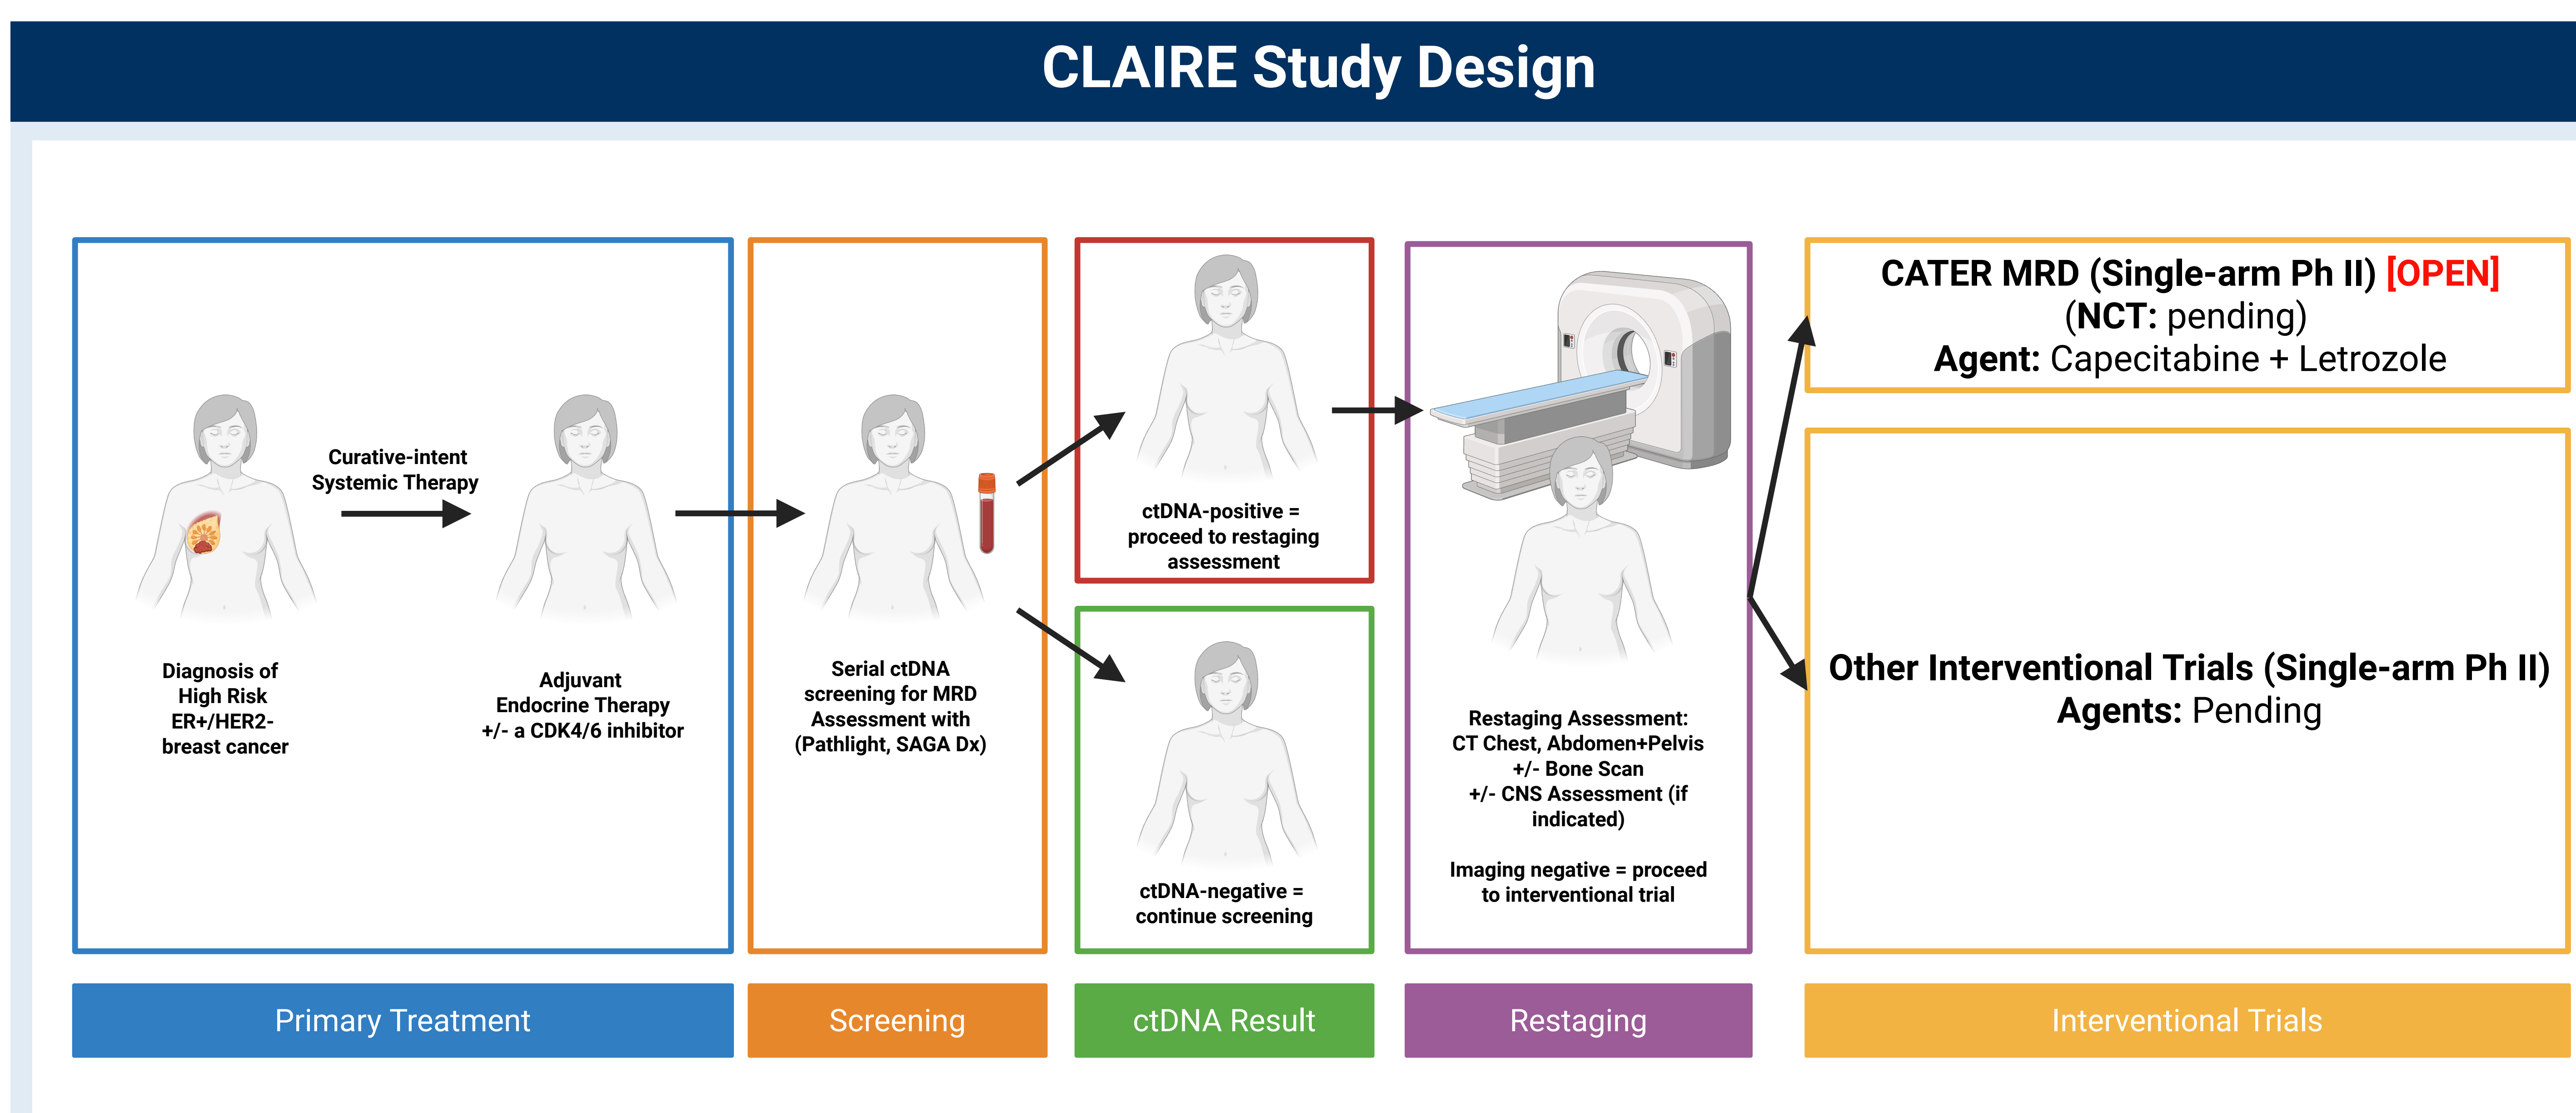 CLAIRE Study Design
Curative-intent
Systemic Therapy
Diagnosis of
High Risk
ER+/HER2-
breast cancer
Adjuvant
Endocrine Therapy
+/- a CDK4/6 inhibitor
Serial ctDNA
screening for MRD
Assessment with
(Pathlight, SAGA Dx)
ctDNA-positive =
proceed to restaging
assessment
ctDNA-negative =
continue screening
Restaging Assessment:
CT Chest, Abdomen+Pelvis
+/- Bone Scan
+/- CNS Assessment (if
indicated)
Imaging negative = proceed
to interventional trial
CATER MRD (Single-arm Ph II) [OPEN]
(NCT: pending)
Agent: Capecitabine + Letrozole
Other Interventional Trials (Single-arm Ph II)
Agents: Pending
Primary Treatment
Screening
ctDNA Result
Restaging
Interventional Trials